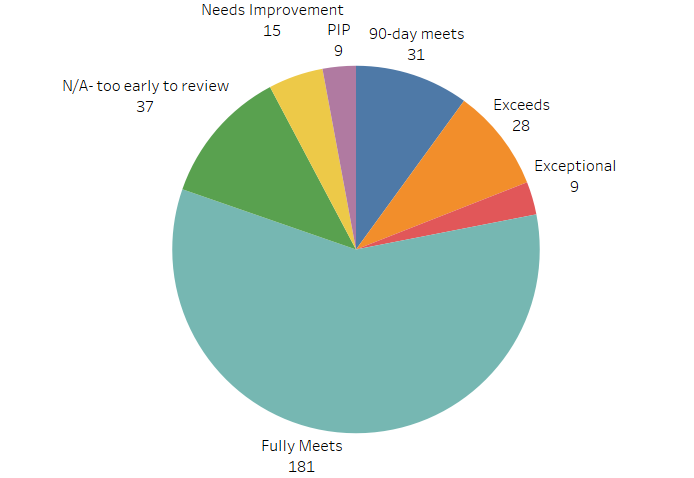 Needs Improvement
15
PIP
9
90-day meets
31
N/A- too early to review
37
Exceeds
28
Exceptional
9
Fully Meets
181